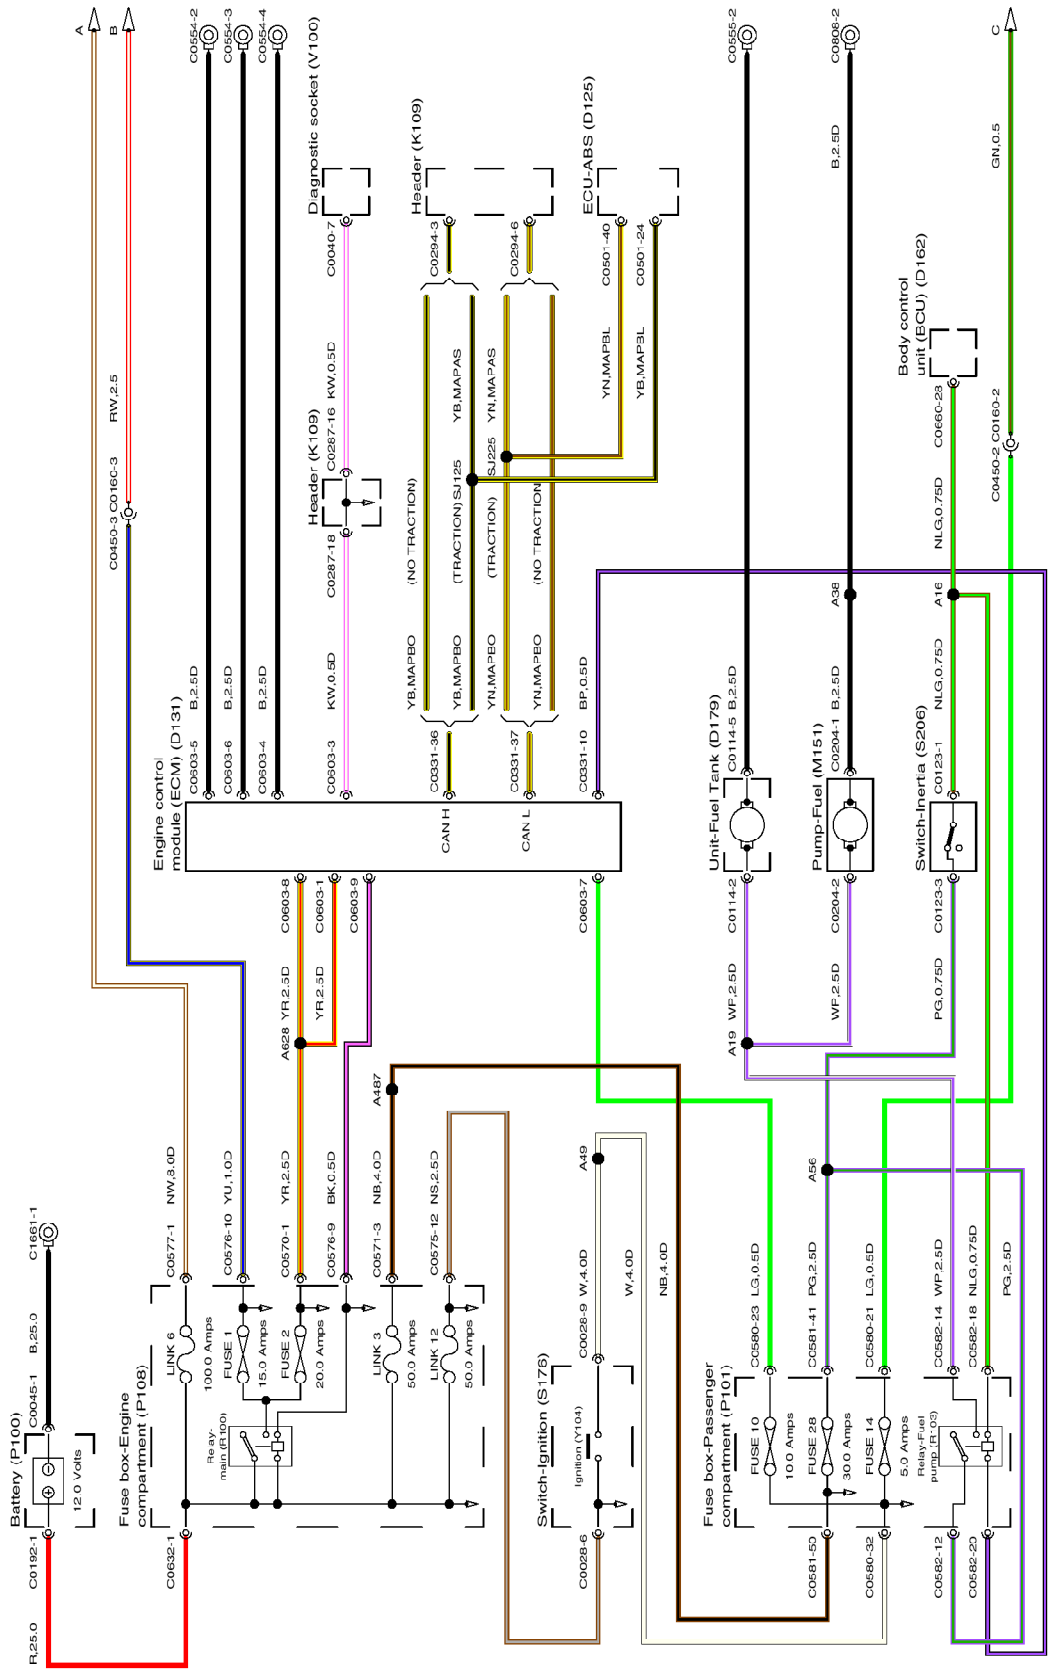 A
B
C0554-2
C0554-3
C0554-4
C0555-2
C0808-2
C
RW,2.5
C0160-3
C0450-3
Diagnostic socket (V100)
C0040-7
KW,0.5D
C0287-16
Header (K109)
C0287-18
KW,0.5D
Header (K109)
C0294-3
C0294-6
ECU-ABS (D125)
C0501-40
C0501-24
YN,MAPBL
YB,MAPBL
YB,MAPAS
YN,MAPAS
(NO TRACTION)
(TRACTION)
SJ125
(TRACTION)
SJ225
(NO TRACTION)
YB,MAPBO
YB,MAPBO
YN,MAPBO
YN,MAPBO
B,2.5D
GN,0.5
Body control
unit (BCU) (D162)
C0660-23
NLG,0.75D
C0160-2
C0450-2
A38
A16
Engine control
module (ECM) (D131)
C0603-5
B,2.5D
C0603-6
B,2.5D
C0603-4
B,2.5D
C0603-3
C0331-36
C0331-37
C0331-10
BP,0.5D
CAN H
CAN L
C0603-8
C0603-1
C0603-9
C0603-7
Unit-Fuel Tank (D179)
C0114-5
B,2.5D
C0114-2
Pump-Fuel (M151)
C0204-1
B,2.5D
C0204-2
Switch-Inertia (S206)
C0123-1
NLG,0.75D
C0123-3
YR,2.5D
YR,2.5D
A628
A487
WP,2.5D
WP,2.5D
PG,0.75D
A19
A49
A56
C1661-1
B,25.0
C0045-1
Battery (P100)
12.0 Volts
C0192-1
R,25.0
NW,3.0D
C0577-1
YU,1.0D
C0576-10
YR,2.5D
C0570-1
BK,0.5D
C0576-9
NB,4.0D
C0571-3
NS,2.5D
C0575-12
Fuse box-Engine
compartment (P108)
LINK 6
100.0 Amps
FUSE 1
15.0 Amps
FUSE 2
20.0 Amps
LINK 3
50.0 Amps
LINK 12
50.0 Amps
Relay-
main (R100)
C0632-1
W,4.0D
C0028-9
W,4.0D
NB,4.0D
Switch-Ignition (S176)
Ignition (Y104)
C0028-6
LG,0.5D
C0580-23
PG,2.5D
C0581-41
LG,0.5D
C0580-21
WP,2.5D
C0582-14
NLG,0.75D
C0582-18
PG,2.5D
Fuse box-Passenger
compartment (P101)
FUSE 10
10.0 Amps
FUSE 28
30.0 Amps
FUSE 14
5.0 Amps
Relay-Fuel
pump (R103)
C0581-50
C0580-32
C0582-12
C0582-20